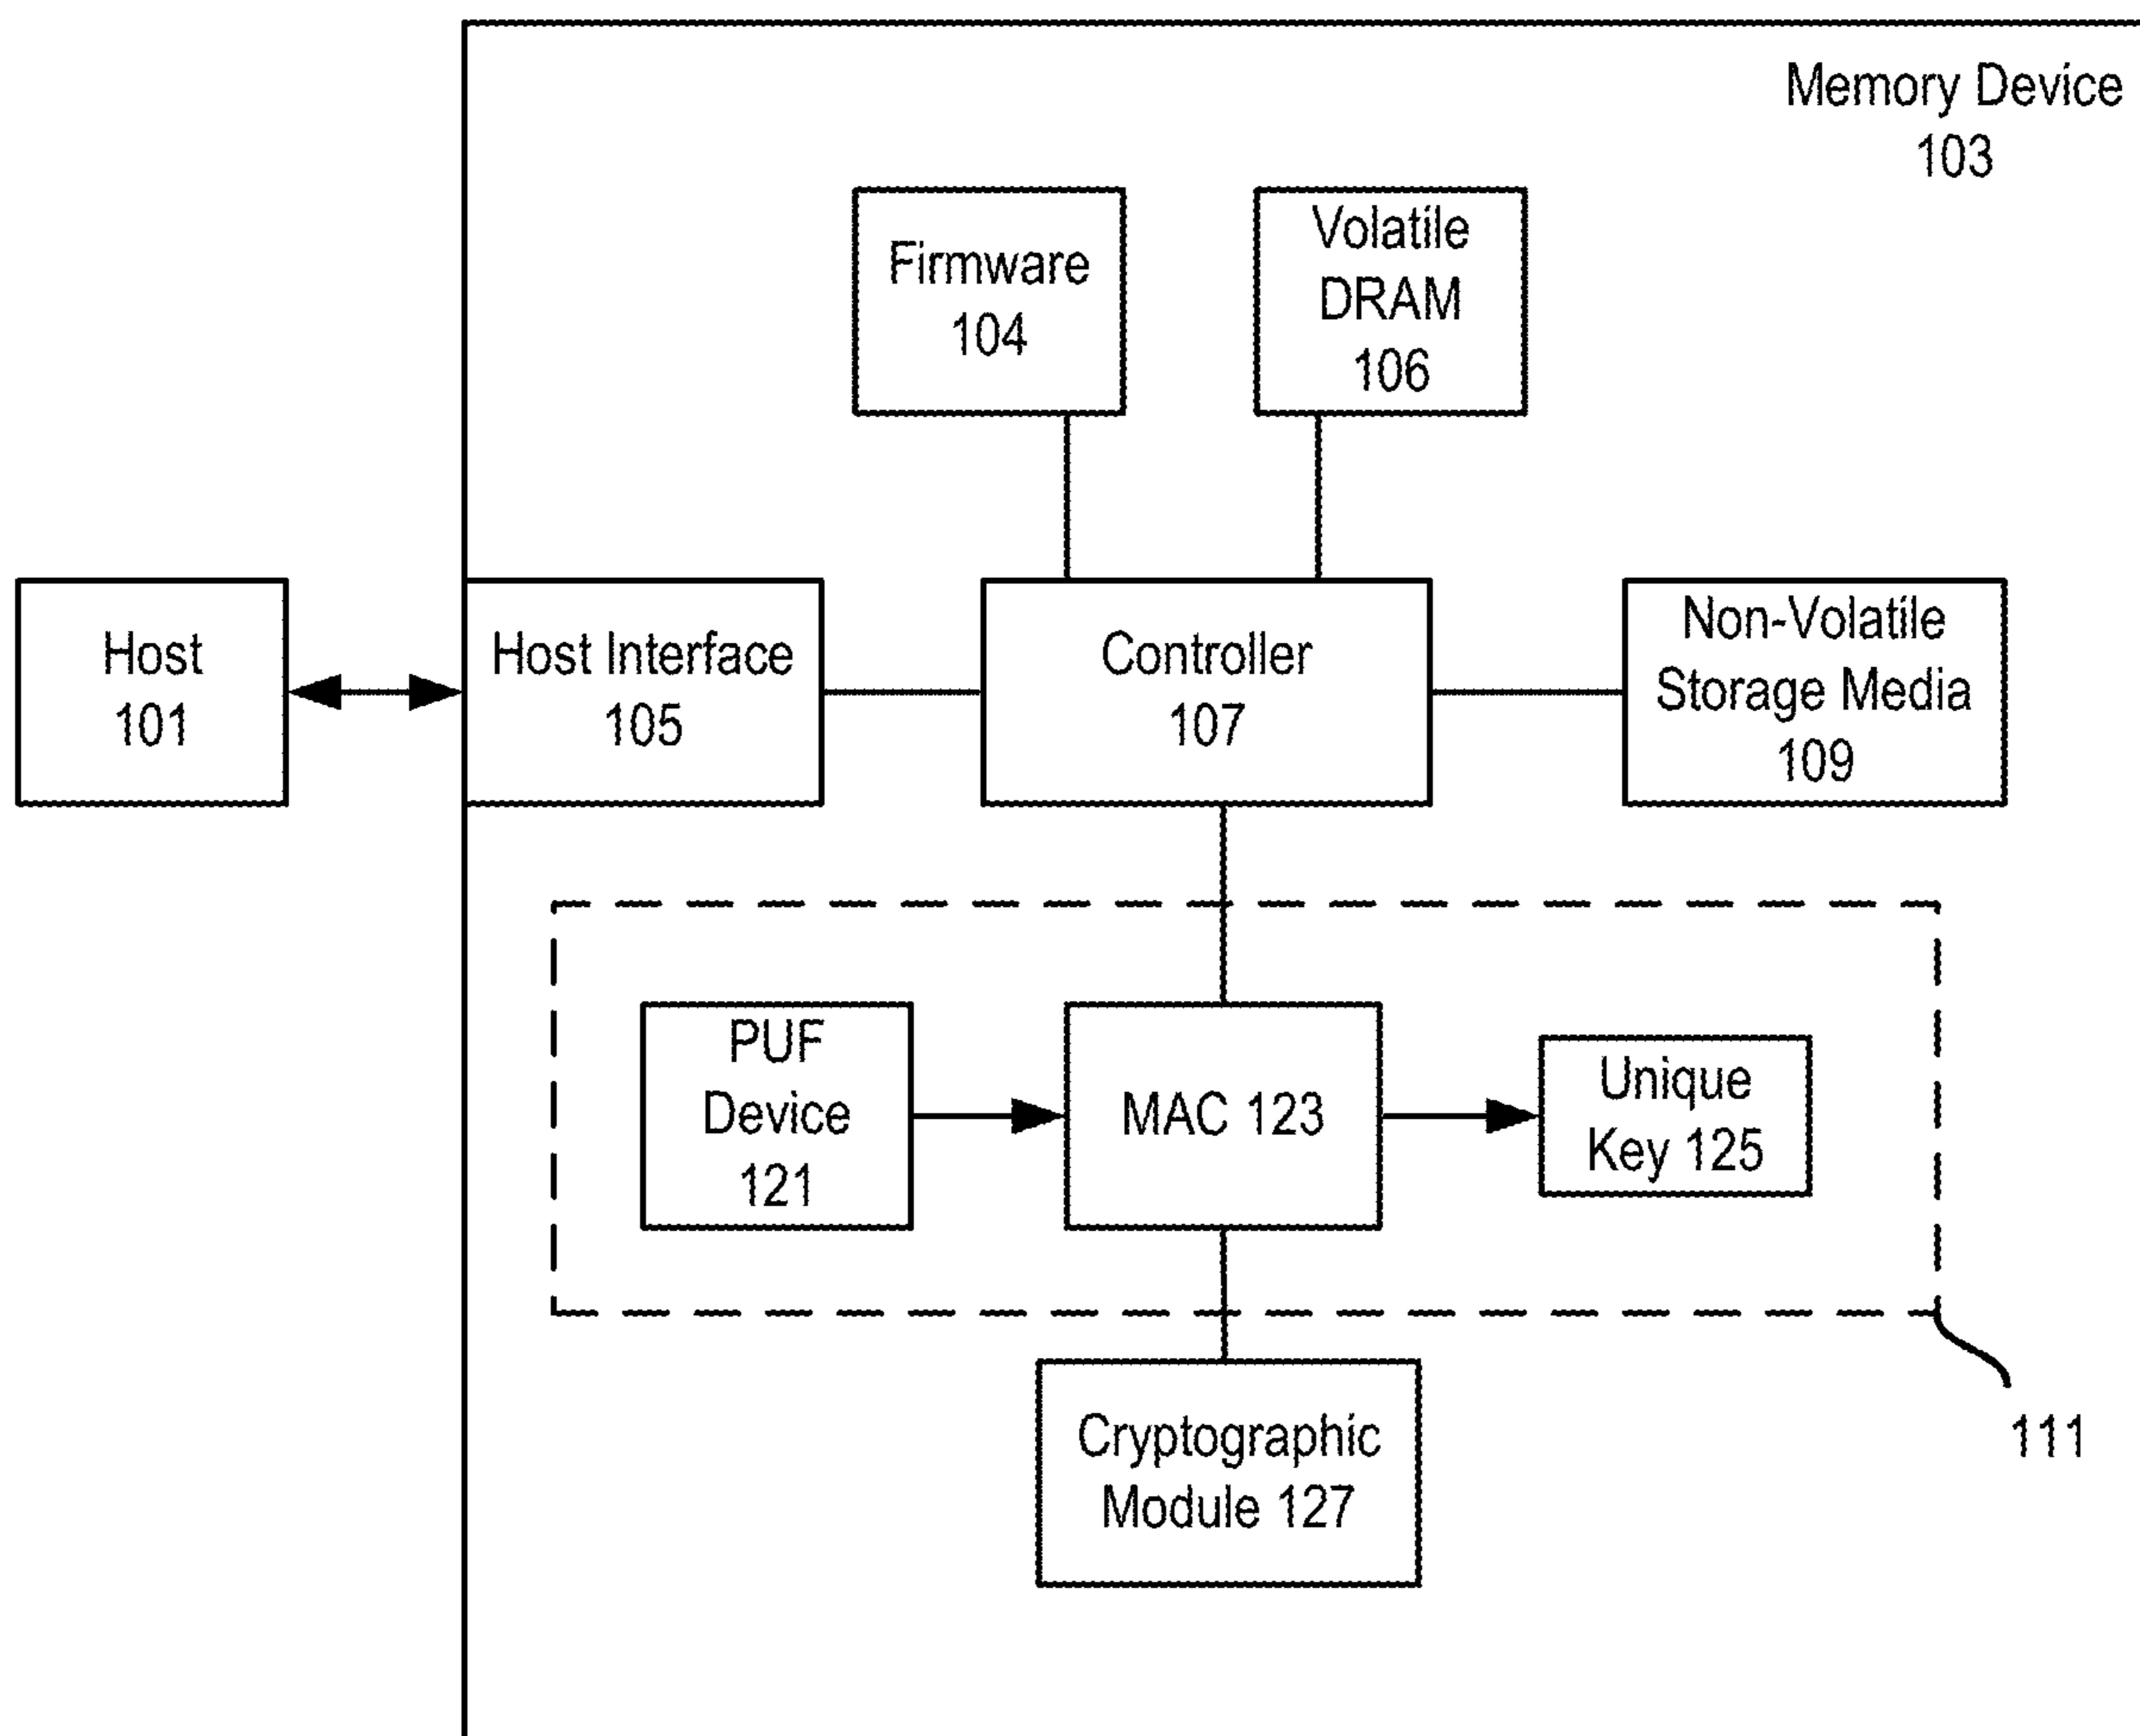 Memory Device
103
Firmware
104
Volatile
DRAM
106
Host
101
Host Interface
105
Controller
107
Non-Volatile
Storage Media
109
PUF
Device
121
MAC 123
Unique
Key 125
Cryptographic
Module 127
111